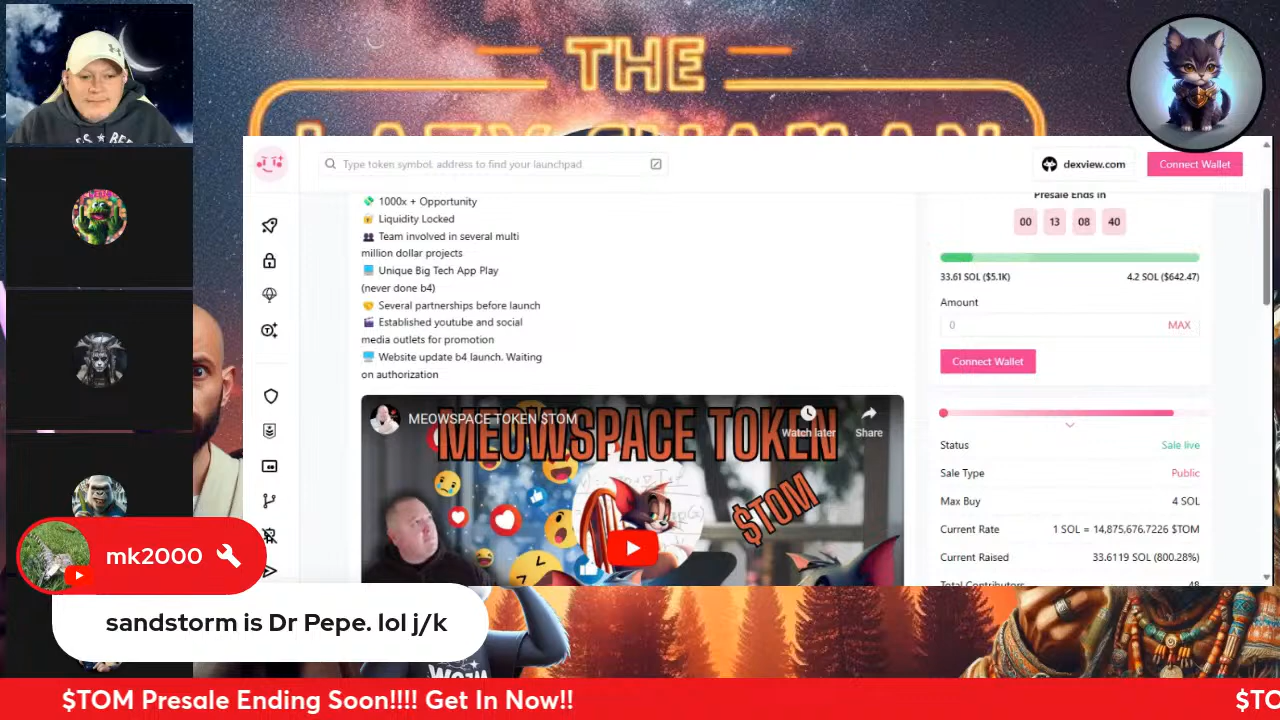 THE
LAZY SHAMAN
Type token symbol, address to find your launchpad
dexview.com
Connect Wallet
💸 1000x + Opportunity
🔐 Liquidity Locked
👥 Team involved in several multi
million dollar projects
🖥️ Unique Big Tech App Play
(never done b4)
🤝 Several partnerships before launch
🎬 Established youtube and social
media outlets for promotion
🖥️ Website update b4 launch. Waiting
on authorization
MEOWSPACE TOKEN $TOM
Watch later
Share
MEOWSPACE TOKEN
$TOM
Presale Ends In
00 13 08 40
33.61 SOL ($5.1K)
4.2 SOL ($642.47)
Amount
0
MAX
Connect Wallet
Status
Sale live
Sale Type
Public
Max Buy
4 SOL
Current Rate
1 SOL = 14,875,676.7226 $TOM
Current Raised
33.6119 SOL (800.28%)
Total Contributors
48
mk2000
sandstorm is Dr Pepe. lol j/k
$TOM Presale Ending Soon!!!! Get In Now!!
$TO